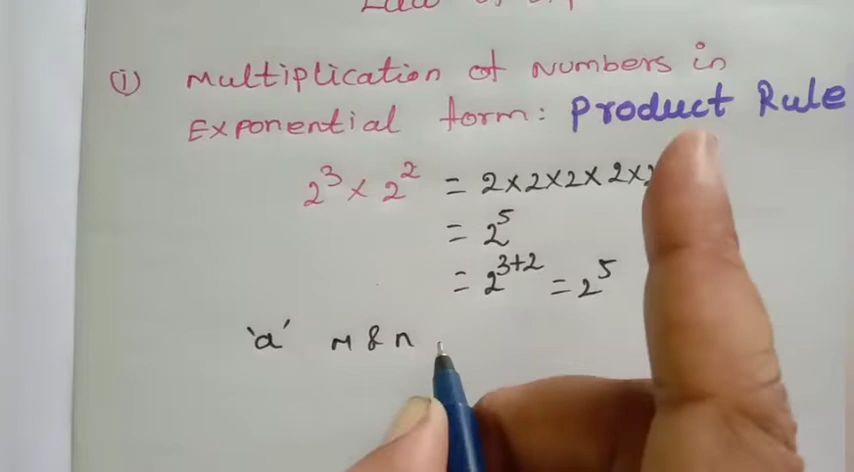 (i) Multiplication of Numbers in
Exponential form: Product Rule
2³ × 2² = 2×2×2×2×
= 2⁵
= 2³⁺² = 2⁵
'a' m & n